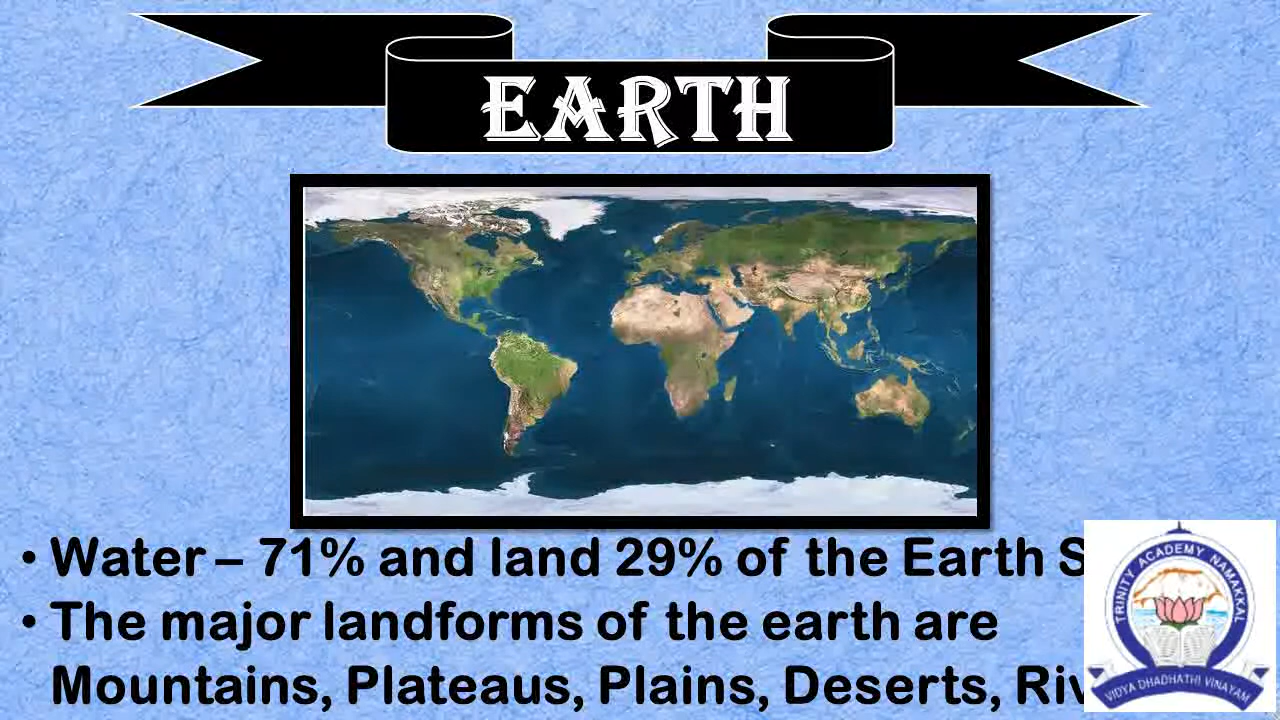 EARTH
• Water – 71% and land 29% of the Earth
• The major landforms of the earth are
Mountains, Plateaus, Plains, Deserts,
TRINITY ACADEMY NAMAKKAL
VIDYA DHADHATHI VINAYAM